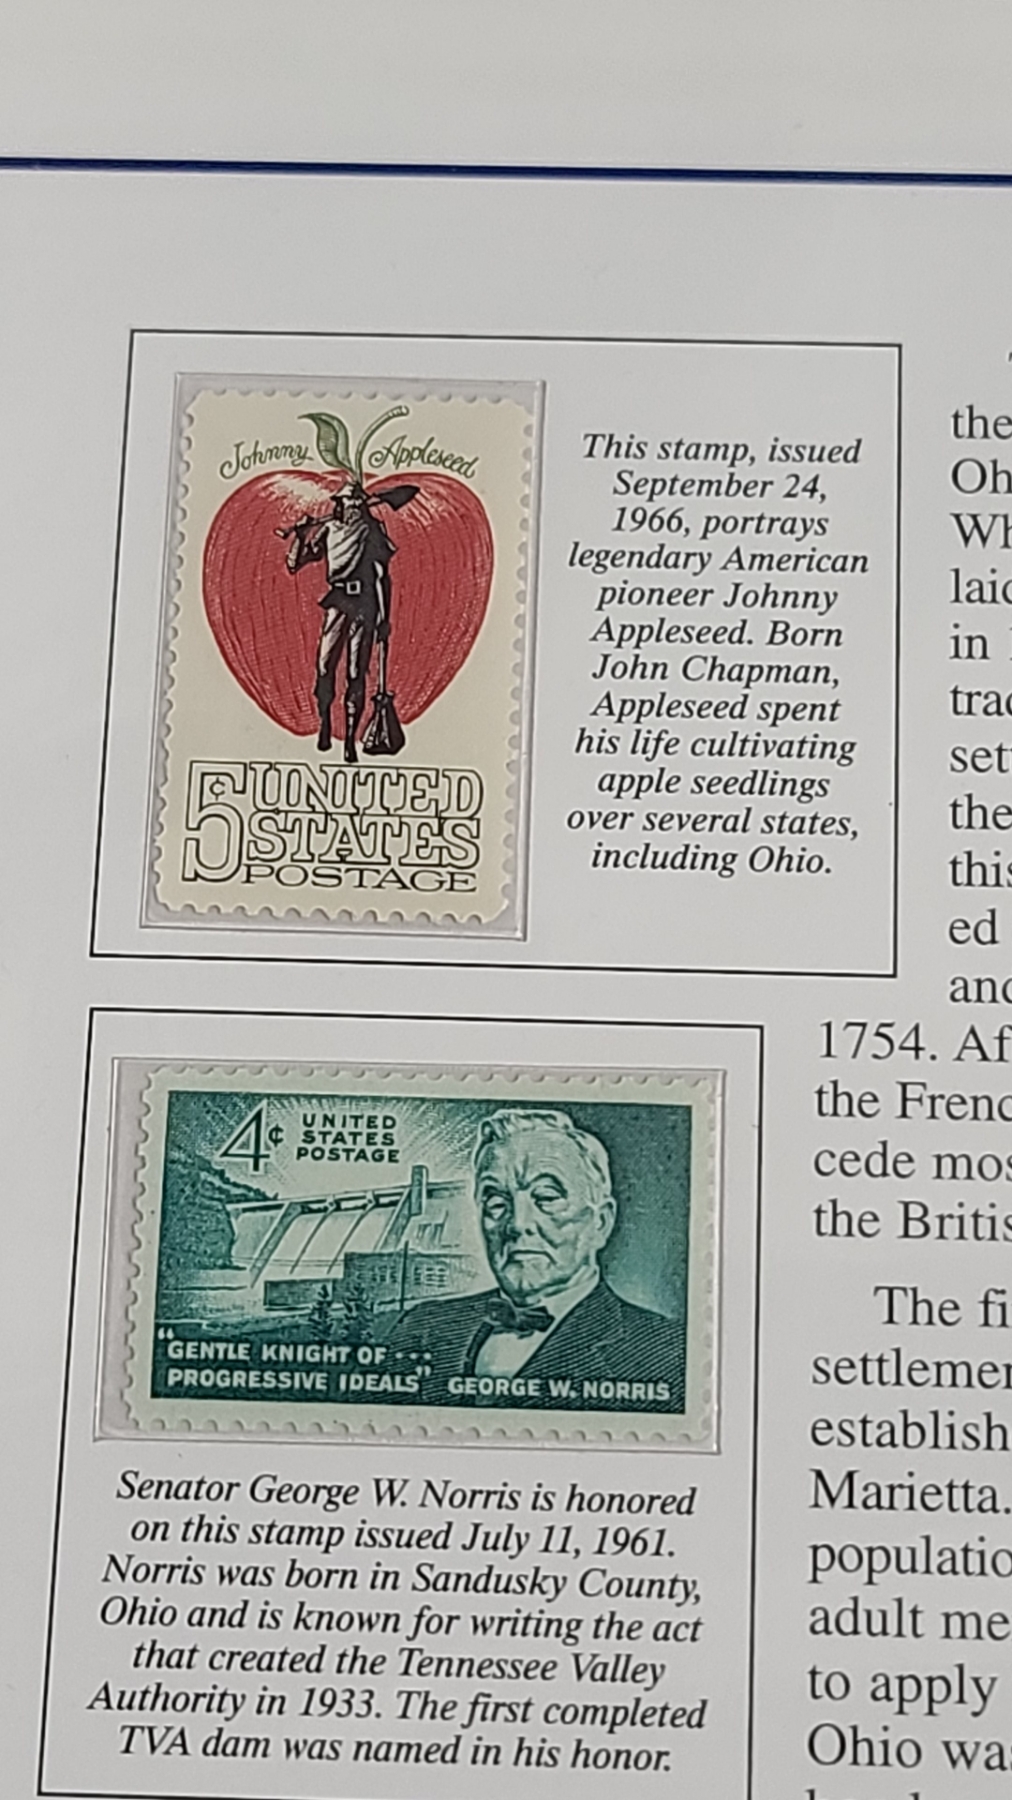 Johnny Appleseed
5¢ UNITED
STATES
POSTAGE
This stamp, issued
September 24,
1966, portrays
legendary American
pioneer Johnny
Appleseed. Born
John Chapman,
Appleseed spent
his life cultivating
apple seedlings
over several states,
including Ohio.
4¢ UNITED
STATES
POSTAGE
"GENTLE KNIGHT OF ...
PROGRESSIVE IDEALS" GEORGE W. NORRIS
Senator George W. Norris is honored
on this stamp issued July 11, 1961.
Norris was born in Sandusky County,
Ohio and is known for writing the act
that created the Tennessee Valley
Authority in 1933. The first completed
TVA dam was named in his honor.
the
in
this
ed
1754.
the
cede
the
The
Marietta.
adult
to apply
Ohio